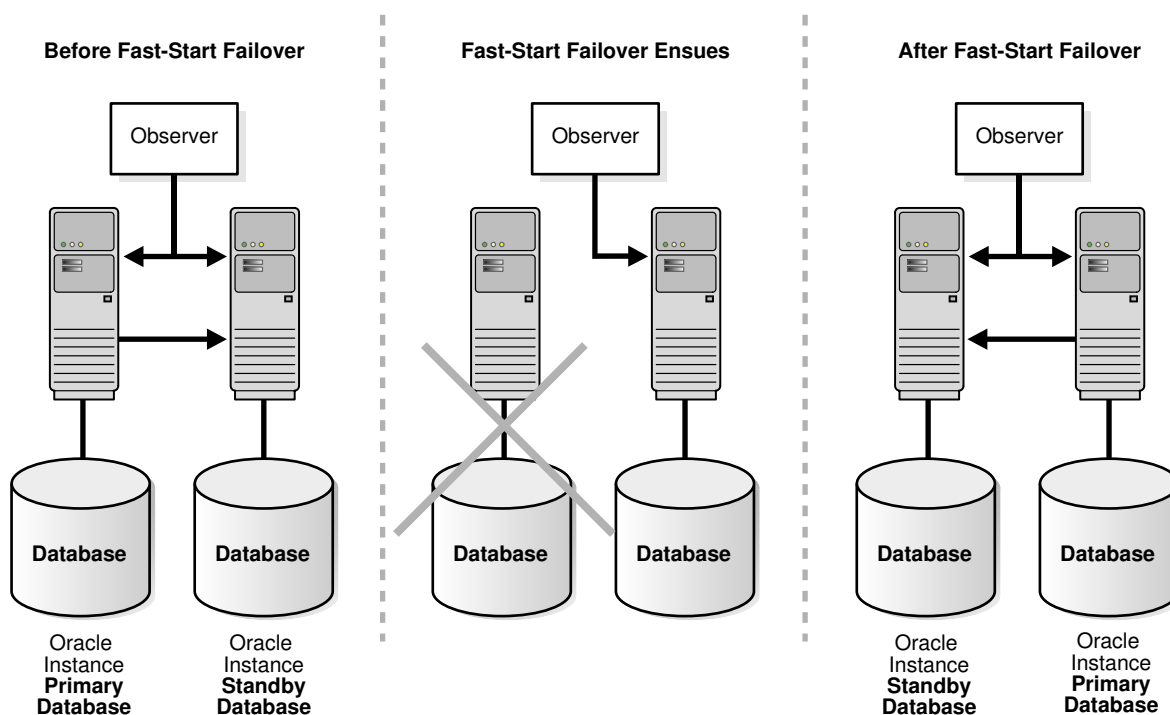 Before Fast-Start Failover
Observer
Database
Database
Oracle
Instance
Primary
Database
Oracle
Instance
Standby
Database
Fast-Start Failover Ensues
Observer
Database
Database
After Fast-Start Failover
Observer
Database
Database
Oracle
Instance
Standby
Database
Oracle
Instance
Primary
Database